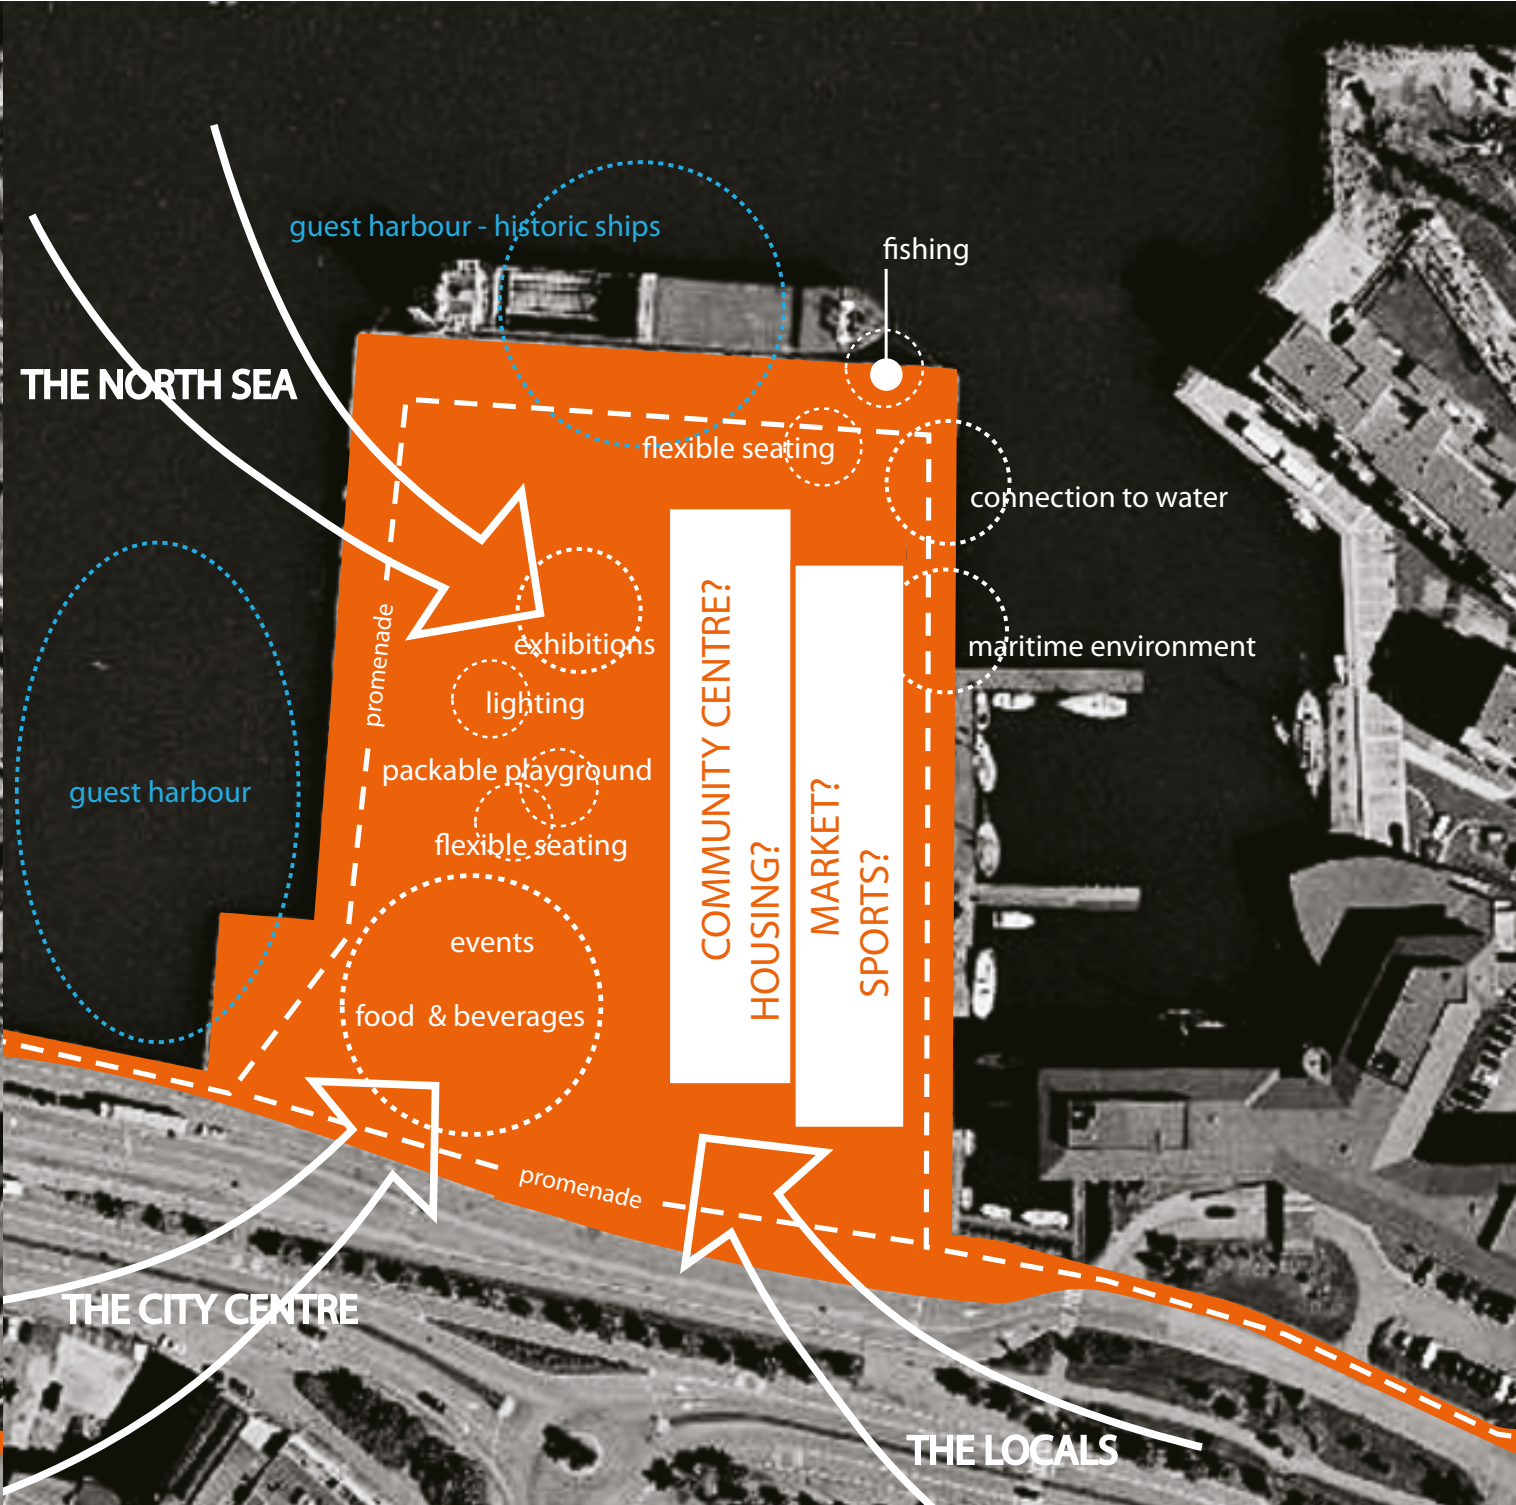 guest harbour - historic ships
fishing
THE NORTH SEA
flexible seating
connection to water
exhibitions
maritime environment
promenade
lighting
packable playground
guest harbour
flexible seating
COMMUNITY CENTRE?
HOUSING?
MARKET?
SPORTS?
events
food & beverages
promenade
THE CITY CENTRE
THE LOCALS